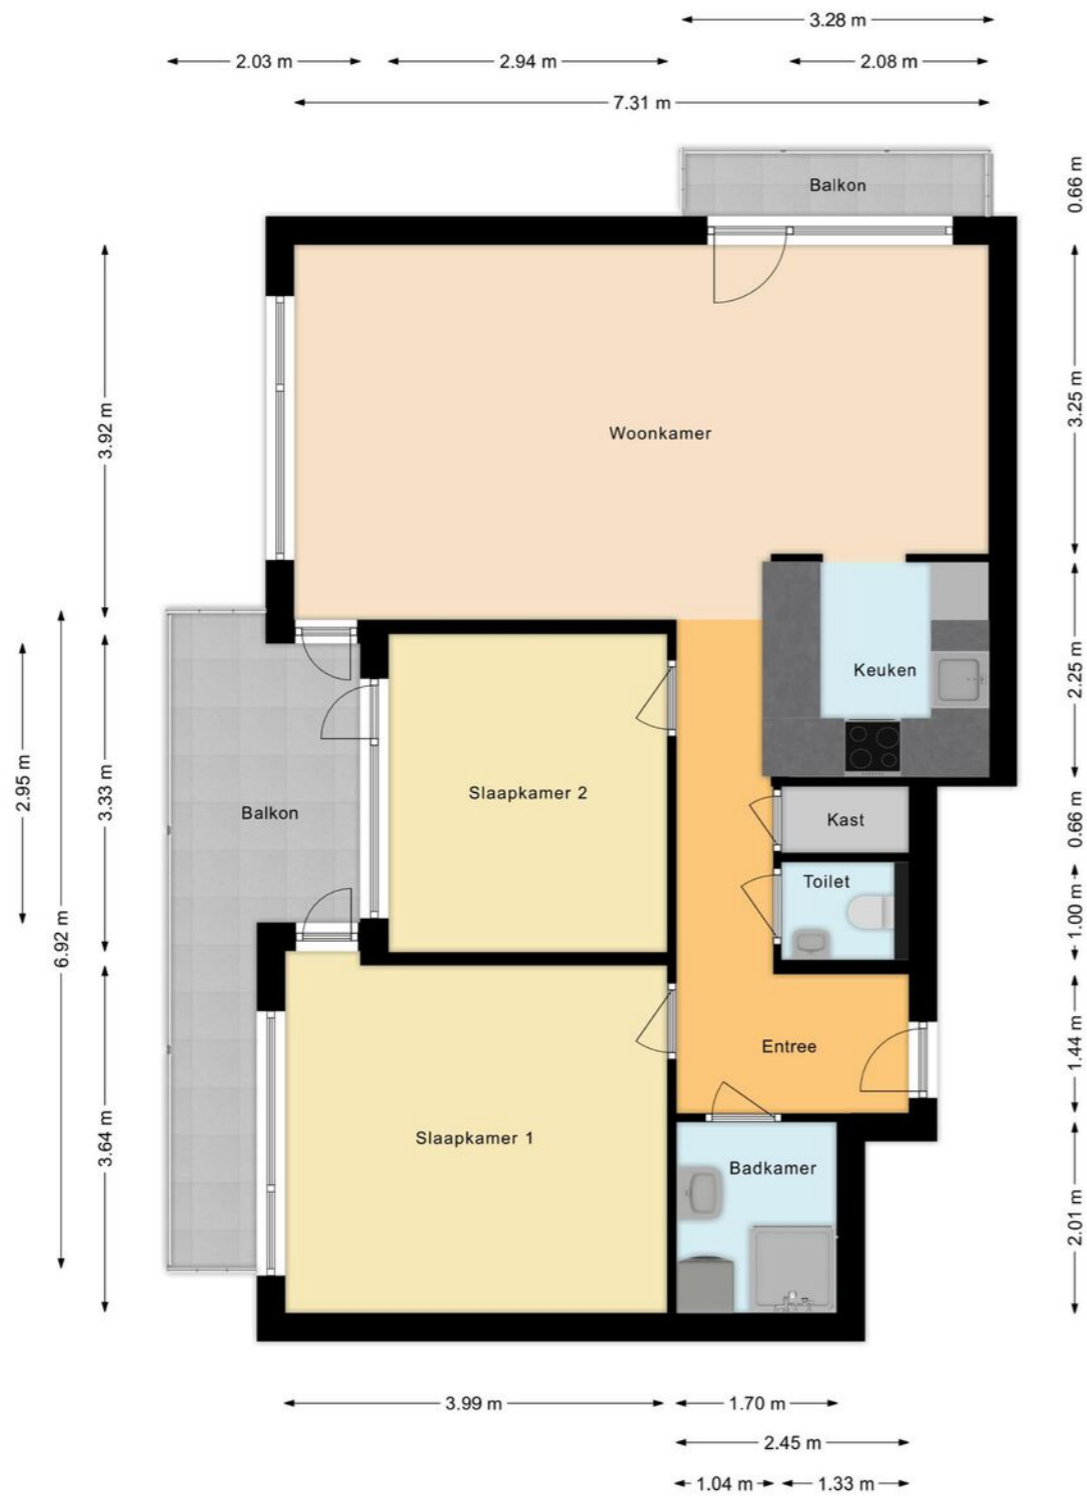 3.28 m
2.03 m
2.94 m
2.08 m
7.31 m
Balkon
0.66 m
3.92 m
Woonkamer
3.25 m
Keuken
2.25 m
2.95 m
3.33 m
6.92 m
Balkon
Slaapkamer 2
Kast
0.66 m
Toilet
1.00 m
Entree
1.44 m
3.64 m
Slaapkamer 1
Badkamer
2.01 m
3.99 m
1.70 m
2.45 m
1.04 m
1.33 m